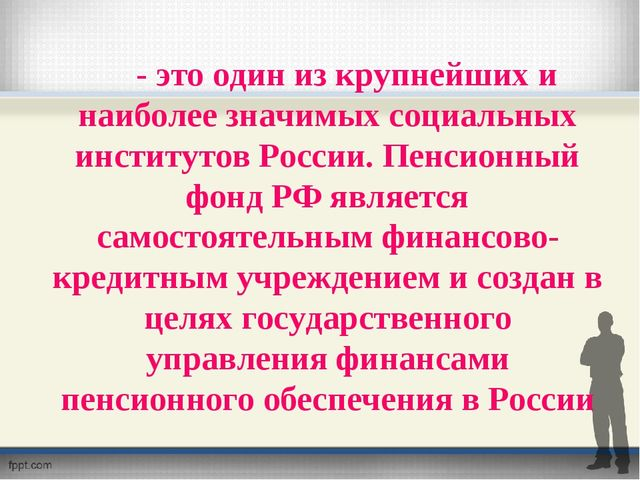 - это один из крупнейших и
наиболее значимых социальных
институтов России. Пенсионный
фонд РФ является
самостоятельным финансово-
кредитным учреждением и создан в
целях государственного
управления финансами
пенсионного обеспечения в России
fppt.com